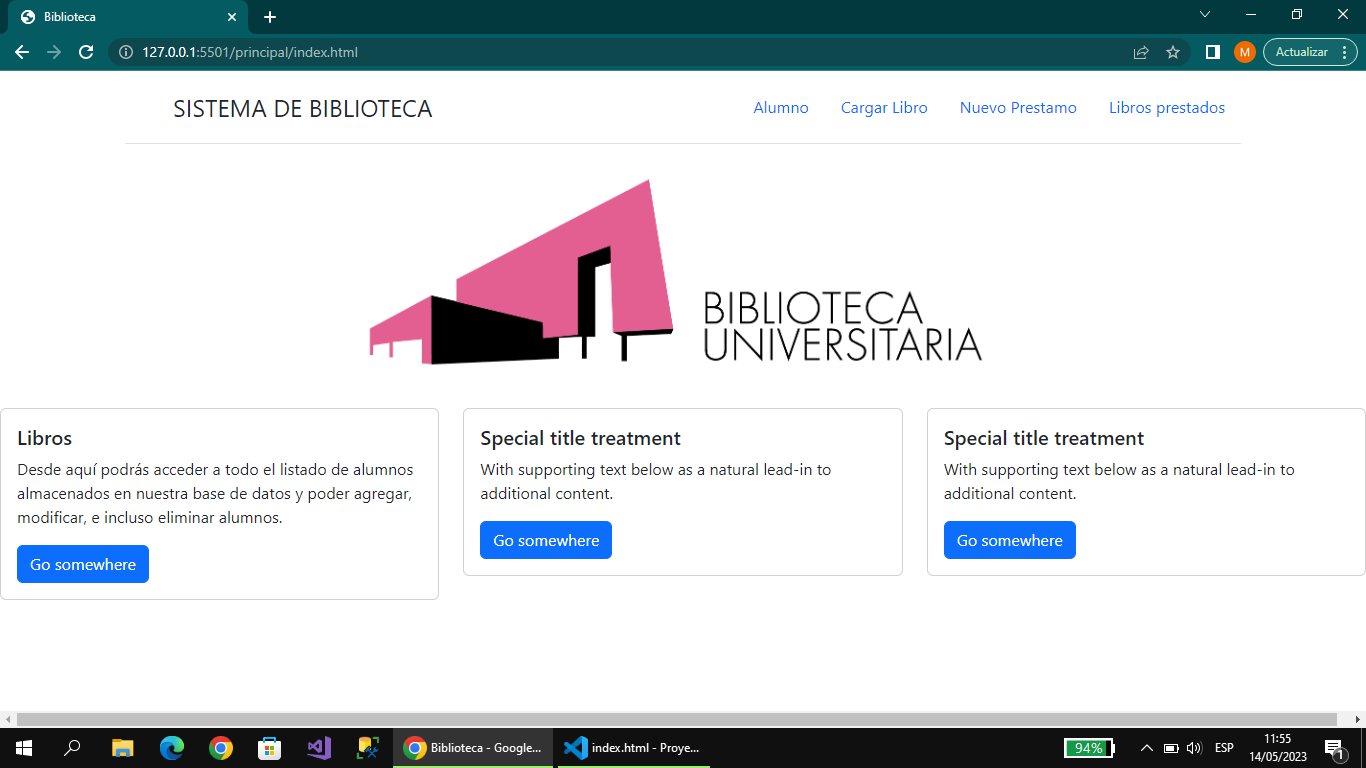 Biblioteca
127.0.0.1:5501/principal/index.html
M
Actualizar
SISTEMA DE BIBLIOTECA
Alumno
Cargar Libro
Nuevo Prestamo
Libros prestados
BIBLIOTECA
UNIVERSITARIA
Libros
Desde aquí podrás acceder a todo el listado de alumnos
almacenados en nuestra base de datos y poder agregar,
modificar, e incluso eliminar alumnos.
Go somewhere
Special title treatment
With supporting text below as a natural lead-in to
additional content.
Go somewhere
Special title treatment
With supporting text below as a natural lead-in to
additional content.
Go somewhere
Biblioteca - Google...
index.html - Proye...
94%
ESP
11:55
14/05/2023
1